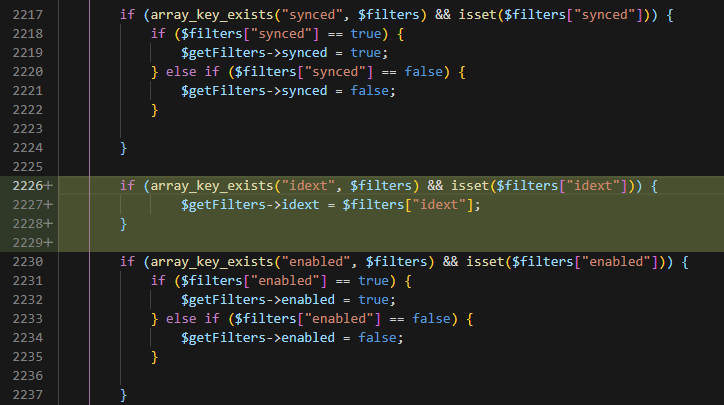 2217 if (array_key_exists("synced", $filters) && isset($filters["synced"])) {
2218 if ($filters["synced"] == true) {
2219 $getFilters->synced = true;
2220 } else if ($filters["synced"] == false) {
2221 $getFilters->synced = false;
2222 }
2223
2224 }
2225
2226+ if (array_key_exists("idext", $filters) && isset($filters["idext"])) {
2227+ $getFilters->idext = $filters["idext"];
2228+ }
2229+
2230 if (array_key_exists("enabled", $filters) && isset($filters["enabled"])) {
2231 if ($filters["enabled"] == true) {
2232 $getFilters->enabled = true;
2233 } else if ($filters["enabled"] == false) {
2234 $getFilters->enabled = false;
2235 }
2236
2237 }